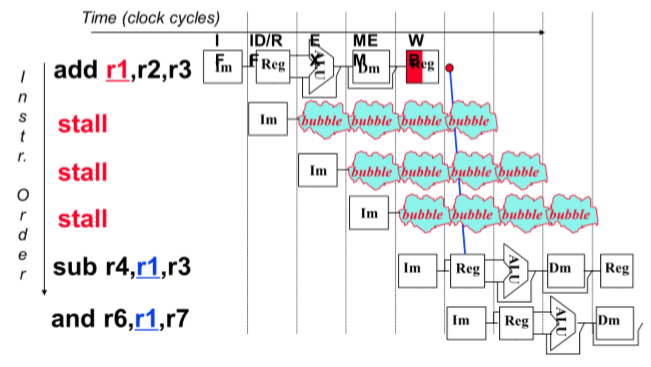 Time (clock cycles)
IF ID/RF EX MEM WB
Instr. Order
add r1,r2,r3 Im Reg ALU Dm Reg
stall Im bubble bubble bubble bubble
stall Im bubble bubble bubble bubble
stall Im bubble bubble bubble bubble
sub r4,r1,r3 Im Reg ALU Dm Reg
and r6,r1,r7 Im Reg ALU Dm